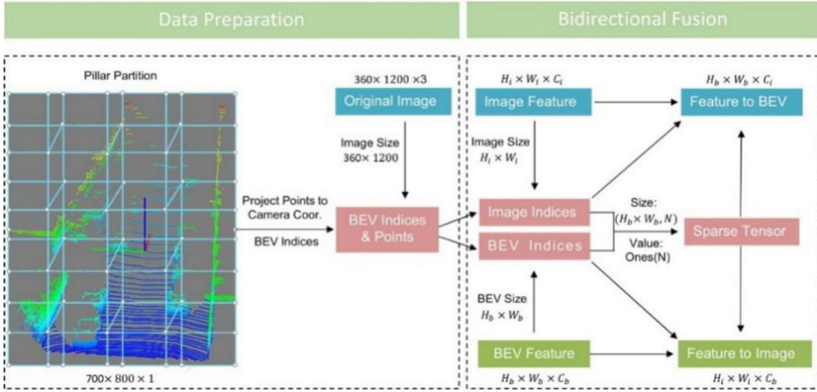 Data Preparation
Bidirectional Fusion
Pillar Partition
700× 800 × 1
Project Points to
Camera Coor.
BEV Indices
360× 1200 ×3
Original Image
Image Size
360× 1200
BEV Indices
& Points
H_i × W_i × C_i
Image Feature
Image Size
H_i × W_i
Image Indices
BEV Indices
BEV Size
H_b × W_b
BEV Feature
H_b × W_b × C_b
Size:
(H_b × W_b, N)
Value:
Ones(N)
H_b × W_b × C_i
Feature to BEV
Sparse Tensor
Feature to Image
H_i × W_i × C_b